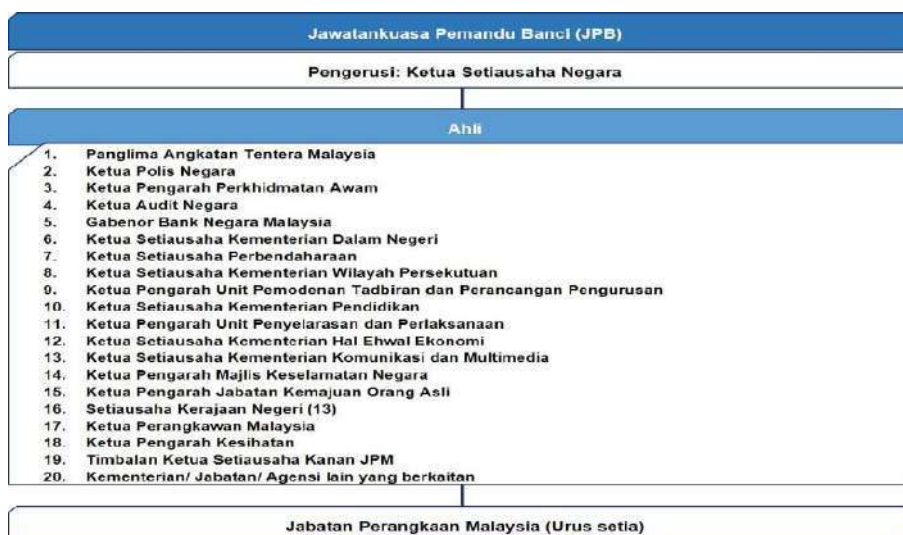 Jawatankuasa Pemandu Banci (JPB)
Pengerusi: Ketua Setiausaha Negara
Ahli
1. Panglima Angkatan Tentera Malaysia
2. Ketua Polis Negara
3. Ketua Pengarah Perkhidmatan Awam
4. Ketua Audit Negara
5. Gabenor Bank Negara Malaysia
6. Ketua Setiausaha Kementerian Dalam Negeri
7. Ketua Setiausaha Perbendaharaan
8. Ketua Setiausaha Kementerian Wilayah Persekutuan
9. Ketua Pengarah Unit Pemodenan Tadbiran dan Perancangan Pengurusan
10. Ketua Setiausaha Kementerian Pendidikan
11. Ketua Pengarah Unit Penyelarasan dan Perlaksanaan
12. Ketua Setiausaha Kementerian Hal Ehwal Ekonomi
13. Ketua Setiausaha Kementerian Komunikasi dan Multimedia
14. Ketua Pengarah Majlis Keselamatan Negara
15. Ketua Pengarah Jabatan Kemajuan Orang Asli
16. Setiausaha Kerajaan Negeri (13)
17. Ketua Perangkawan Malaysia
18. Ketua Pengarah Kesihatan
19. Timbalan Ketua Setiausaha Kanan JPM
20. Kementerian/ Jabatan/ Agensi lain yang berkaitan
Jabatan Perangkaan Malaysia (Urus setia)